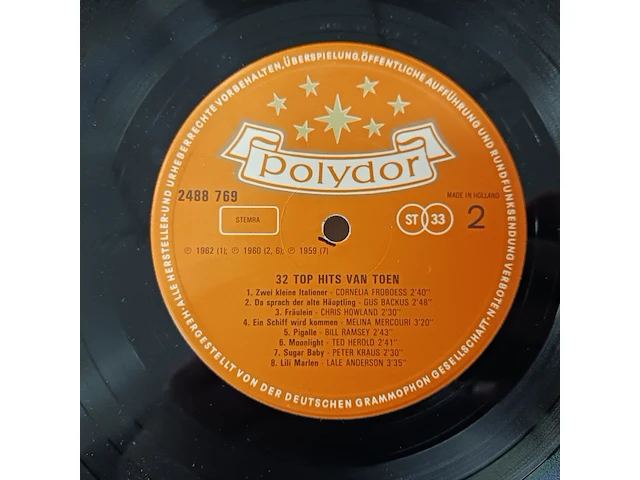 HERGESTELLT VON DER DEUTSCHEN GRAMMOPHON GESELLSCHAFT · ALLE HERSTELLER- UND URHEBERRECHTE VORBEHALTEN, ÜBERSPIELUNG, ÖFFENTLICHE AUFFÜHRUNG UND RUNDFUNKSENDUNG VERBOTEN
Polydor
2488 769
MADE IN HOLLAND
STEMRA
ST 33 2
℗ 1962 (1); ℗ 1960 (2, 6); ℗ 1959 (7)
32 TOP HITS VAN TOEN
1. Zwei kleine Italiener - CORNELIA FROBOESS 2'40"
2. Da sprach der alte Häuptling - GUS BACKUS 2'46"
3. Fräulein - CHRIS HOWLAND 2'30"
4. Ein Schiff wird kommen - MELINA MERCOURI 3'20"
5. Pigalle - BILL RAMSEY 2'43"
6. Moonlight - TED HEROLD 2'41"
7. Sugar Baby - PETER KRAUS 2'30"
8. Lili Marlen - LALE ANDERSON 3'35"